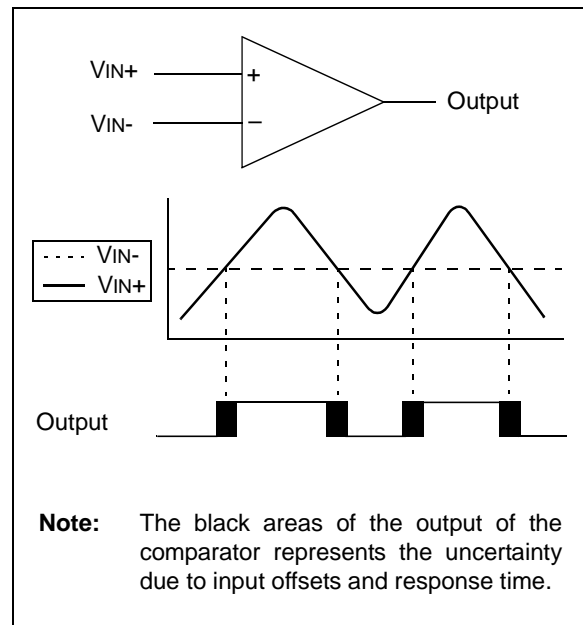 VIN+
+
Output
VIN-
−
VIN-
VIN+
Output
Note: The black areas of the output of the
comparator represents the uncertainty
due to input offsets and response time.